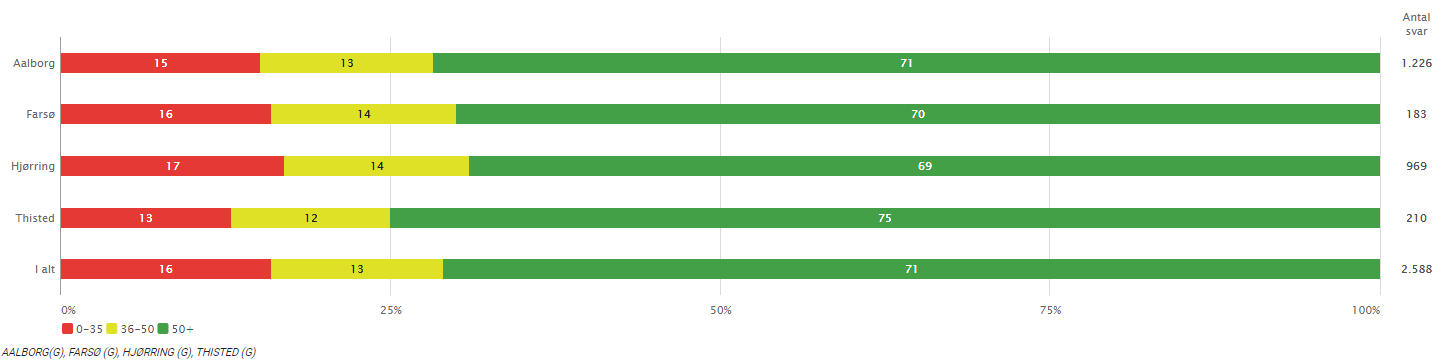 Antal
svar
Aalborg 15 13 71 1.226
Farsø 16 14 70 183
Hjørring 17 14 69 969
Thisted 13 12 75 210
I alt 16 13 71 2.588
0% 25% 50% 75% 100%
0-35 36-50 50+
AALBORG(G), FARSØ (G), HJØRRING (G), THISTED (G)